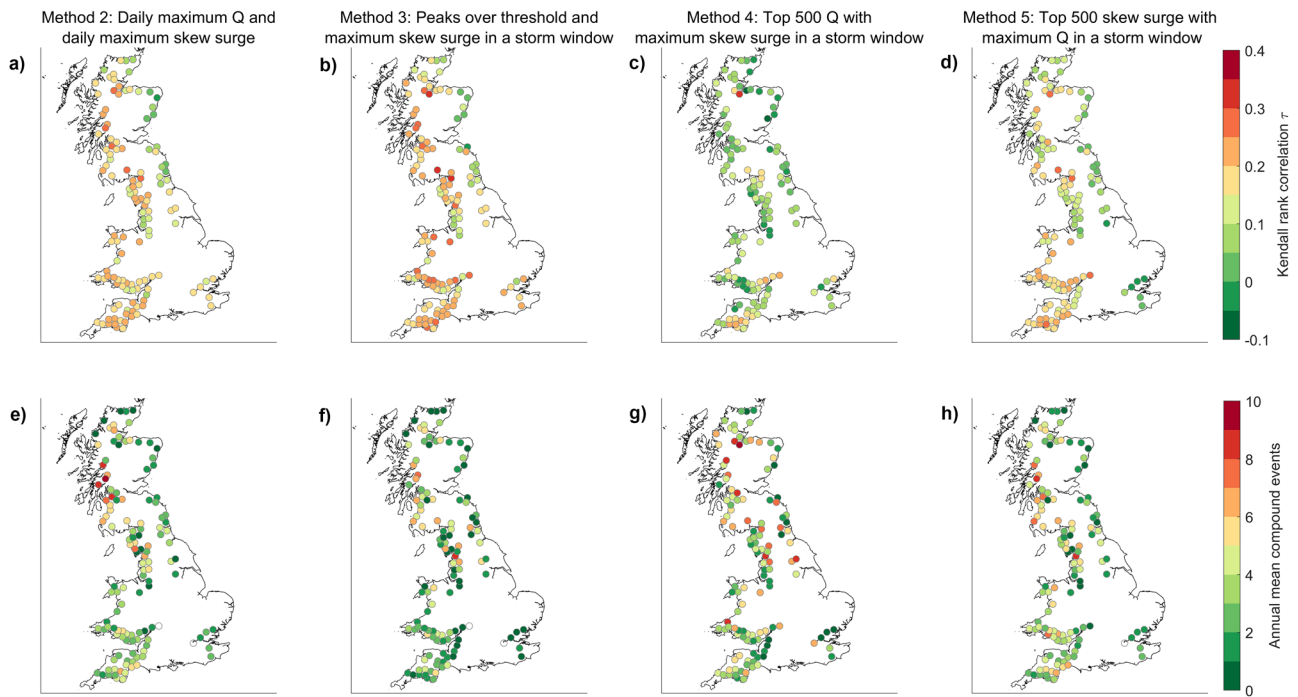 Method 2: Daily maximum Q and
daily maximum skew surge
Method 3: Peaks over threshold and
maximum skew surge in a storm window
Method 4: Top 500 Q with
maximum skew surge in a storm window
Method 5: Top 500 skew surge with
maximum Q in a storm window
a)
b)
c)
d)
0.4
0.3
0.2
0.1
0
-0.1
Kendall rank correlation τ
e)
f)
g)
h)
10
8
6
4
2
0
Annual mean compound events